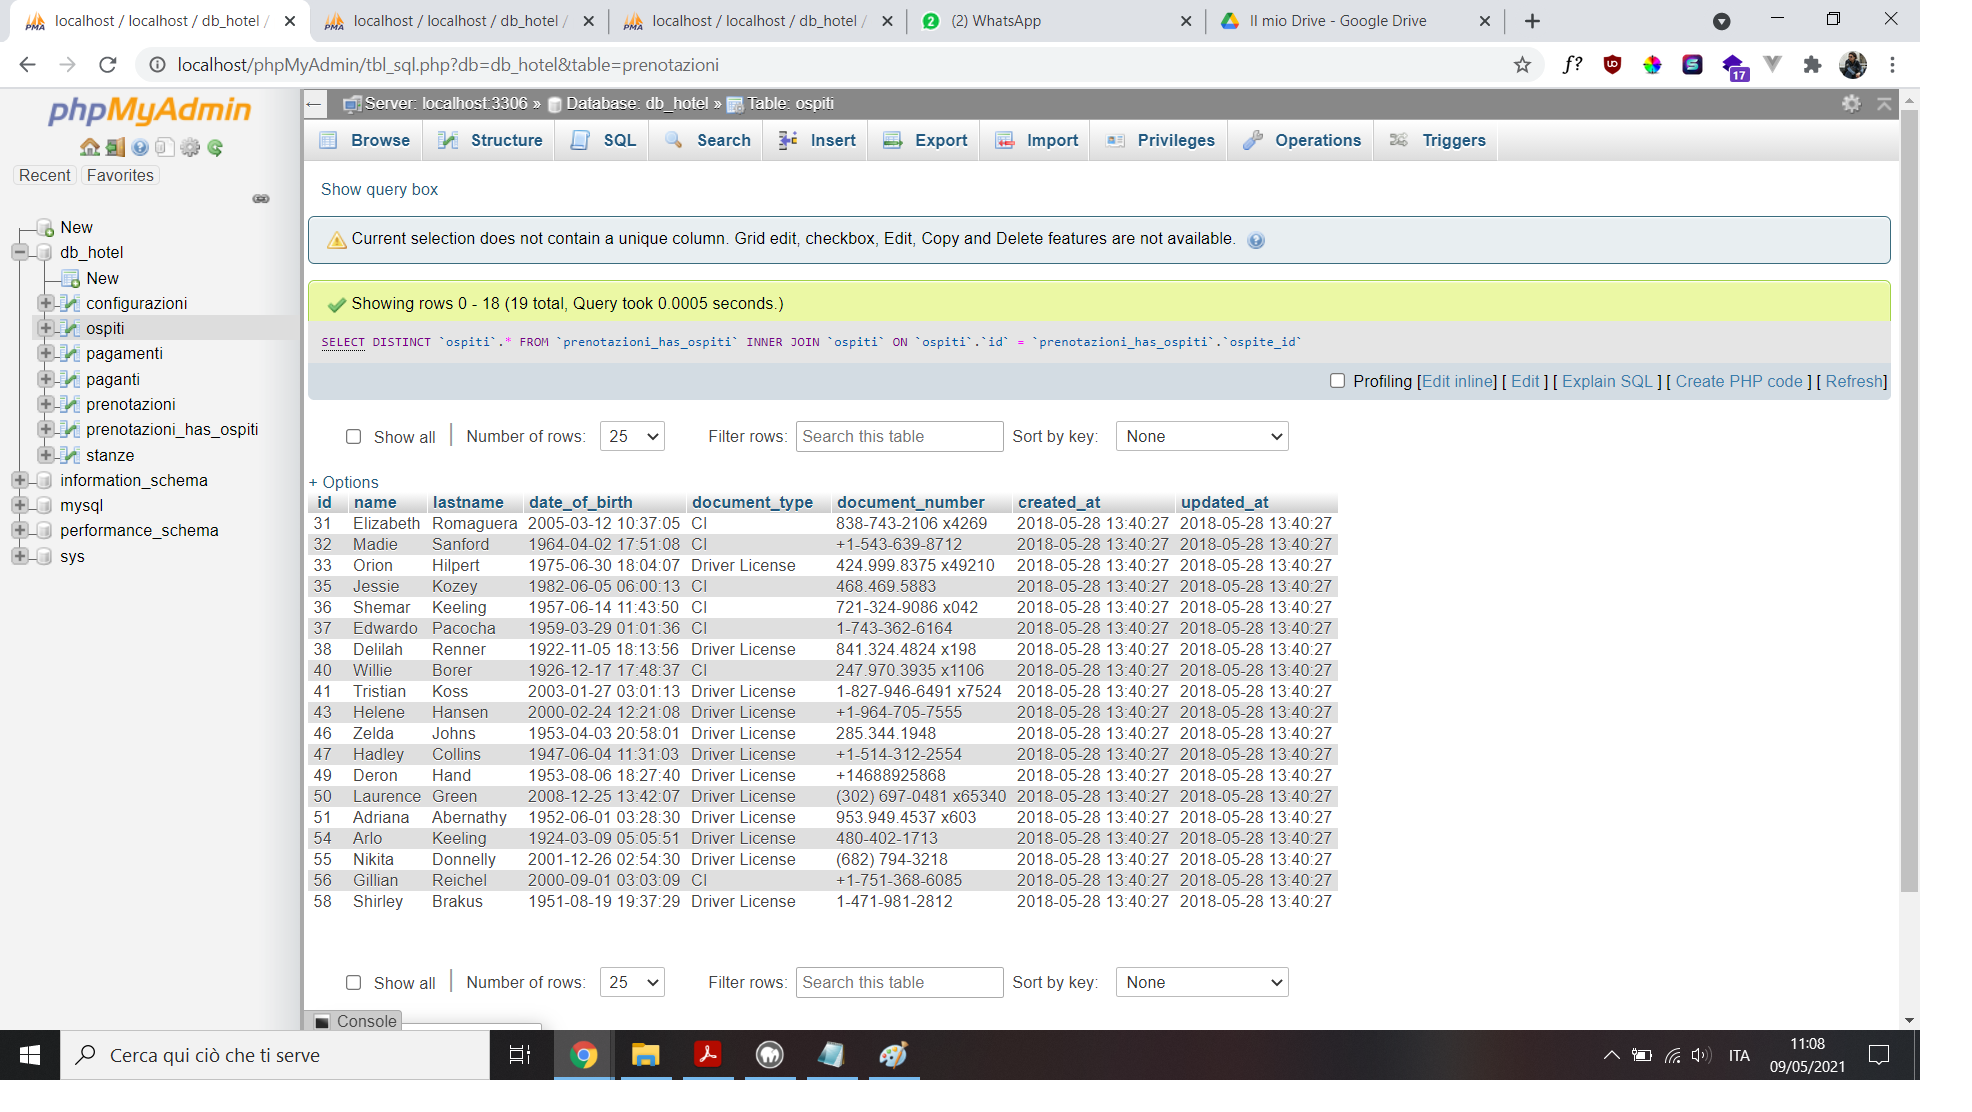 localhost / localhost / db_hotel /
localhost / localhost / db_hotel /
localhost / localhost / db_hotel /
(2) WhatsApp
Il mio Drive - Google Drive
localhost/phpMyAdmin/tbl_sql.php?db=db_hotel&table=prenotazioni
f?
17
phpMyAdmin
Recent Favorites
New
db_hotel
New
configurazioni
ospiti
pagamenti
paganti
prenotazioni
prenotazioni_has_ospiti
stanze
information_schema
mysql
performance_schema
sys
Server: localhost:3306 » Database: db_hotel » Table: ospiti
Browse Structure SQL Search Insert Export Import Privileges Operations Triggers
Show query box
Current selection does not contain a unique column. Grid edit, checkbox, Edit, Copy and Delete features are not available.
Showing rows 0 - 18 (19 total, Query took 0.0005 seconds.)
SELECT DISTINCT `ospiti`.* FROM `prenotazioni_has_ospiti` INNER JOIN `ospiti` ON `ospiti`.`id` = `prenotazioni_has_ospiti`.`ospite_id`
Profiling [Edit inline] [ Edit ] [ Explain SQL ] [ Create PHP code ] [ Refresh]
Show all Number of rows: 25 Filter rows: Search this table Sort by key: None
+ Options
id name lastname date_of_birth document_type document_number created_at updated_at
31 Elizabeth Romaguera 2005-03-12 10:37:05 CI 838-743-2106 x4269 2018-05-28 13:40:27 2018-05-28 13:40:27
32 Madie Sanford 1964-04-02 17:51:08 CI +1-543-639-8712 2018-05-28 13:40:27 2018-05-28 13:40:27
33 Orion Hilpert 1975-06-30 18:04:07 Driver License 424.999.8375 x49210 2018-05-28 13:40:27 2018-05-28 13:40:27
35 Jessie Kozey 1982-06-05 06:00:13 CI 468.469.5883 2018-05-28 13:40:27 2018-05-28 13:40:27
36 Shemar Keeling 1957-06-14 11:43:50 CI 721-324-9086 x042 2018-05-28 13:40:27 2018-05-28 13:40:27
37 Edwardo Pacocha 1959-03-29 01:01:36 CI 1-743-362-6164 2018-05-28 13:40:27 2018-05-28 13:40:27
38 Delilah Renner 1922-11-05 18:13:56 Driver License 841.324.4824 x198 2018-05-28 13:40:27 2018-05-28 13:40:27
40 Willie Borer 1926-12-17 17:48:37 CI 247.970.3935 x1106 2018-05-28 13:40:27 2018-05-28 13:40:27
41 Tristian Koss 2003-01-27 03:01:13 Driver License 1-827-946-6491 x7524 2018-05-28 13:40:27 2018-05-28 13:40:27
43 Helene Hansen 2000-02-24 12:21:08 Driver License +1-964-705-7555 2018-05-28 13:40:27 2018-05-28 13:40:27
46 Zelda Johns 1953-04-03 20:58:01 Driver License 285.344.1948 2018-05-28 13:40:27 2018-05-28 13:40:27
47 Hadley Collins 1947-06-04 11:31:03 Driver License +1-514-312-2554 2018-05-28 13:40:27 2018-05-28 13:40:27
49 Deron Hand 1953-08-06 18:27:40 Driver License +14688925868 2018-05-28 13:40:27 2018-05-28 13:40:27
50 Laurence Green 2008-12-25 13:42:07 Driver License (302) 697-0481 x65340 2018-05-28 13:40:27 2018-05-28 13:40:27
51 Adriana Abernathy 1952-06-01 03:28:30 Driver License 953.949.4537 x603 2018-05-28 13:40:27 2018-05-28 13:40:27
54 Arlo Keeling 1924-03-09 05:05:51 Driver License 480-402-1713 2018-05-28 13:40:27 2018-05-28 13:40:27
55 Nikita Donnelly 2001-12-26 02:54:30 Driver License (682) 794-3218 2018-05-28 13:40:27 2018-05-28 13:40:27
56 Gillian Reichel 2000-09-01 03:03:09 CI +1-751-368-6085 2018-05-28 13:40:27 2018-05-28 13:40:27
58 Shirley Brakus 1951-08-19 19:37:29 Driver License 1-471-981-2812 2018-05-28 13:40:27 2018-05-28 13:40:27
Show all Number of rows: 25 Filter rows: Search this table Sort by key: None
Console
Cerca qui ciò che ti serve
ITA
11:08
09/05/2021